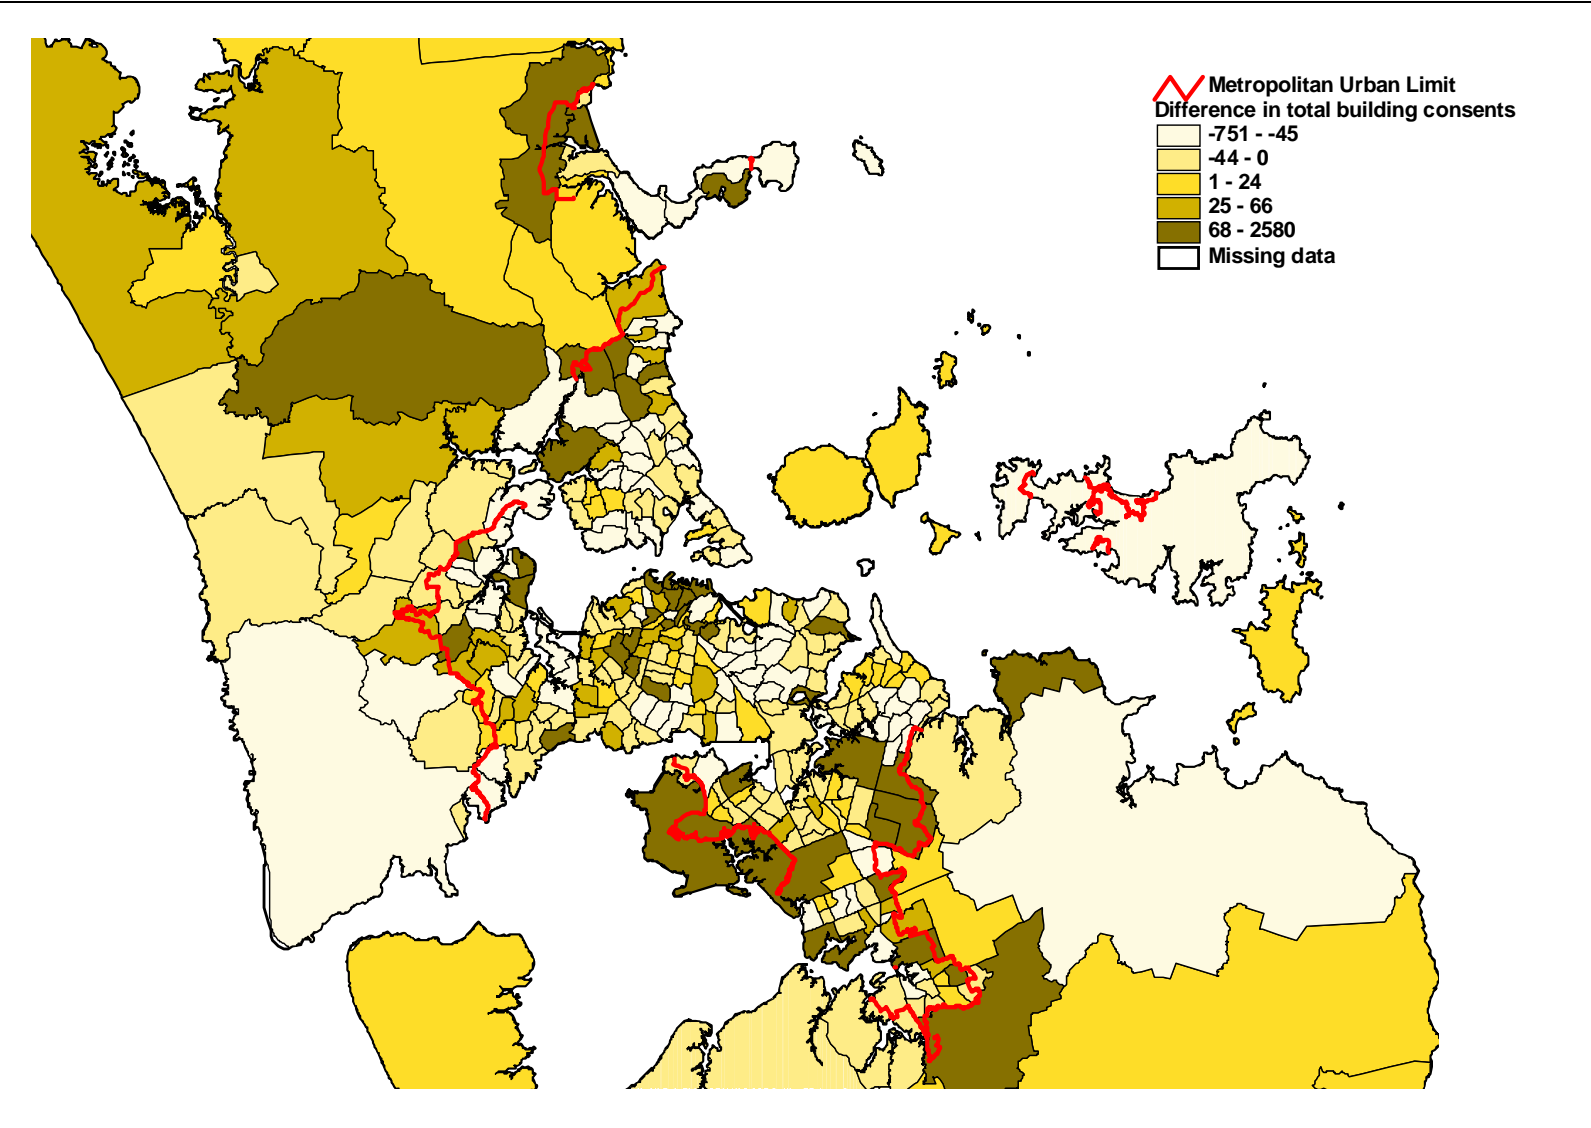 Metropolitan Urban Limit
Difference in total building consents
-751 - -45
-44 - 0
1 - 24
25 - 66
68 - 2580
Missing data